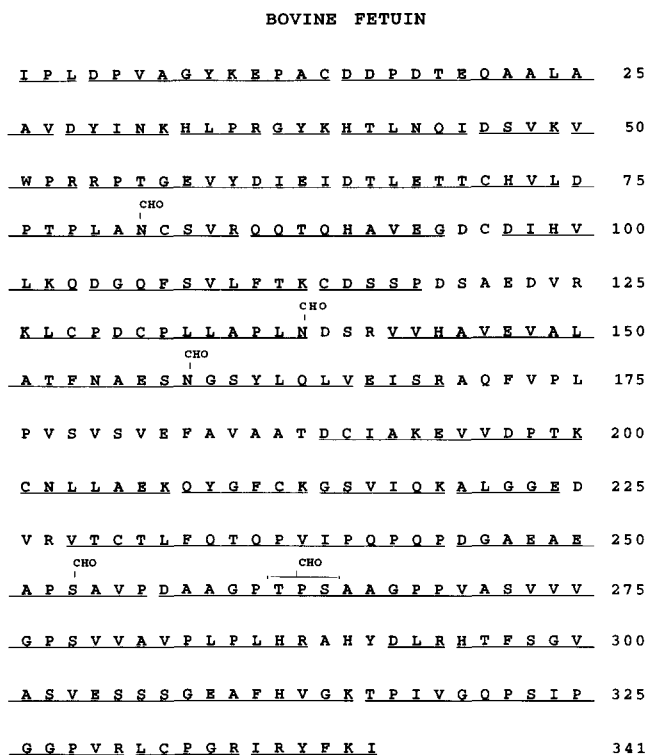 BOVINE FETUIN
I P L D P V A G Y K E P A C D D P D T E Q A A L A 25
A V D Y I N K H L P R G Y K H T L N Q I D S V K V 50
W P R R P T G E V Y D I E I D T L E T T C H V L D 75
CHO
P T P L A N C S V R Q Q T Q H A V E G D C D I H V 100
L K Q D G Q F S V L F T K C D S S P D S A E D V R 125
CHO
K L C P D C P L L A P L N D S R V V H A V E V A L 150
CHO
A T F N A E S N G S Y L Q L V E I S R A Q F V P L 175
P V S V S V E F A V A A T D C I A K E V V D P T K 200
C N L L A E K Q Y G F C K G S V I Q K A L G G E D 225
V R V T C T L F Q T Q P V I P Q P Q P D G A E A E 250
CHO CHO
A P S A V P D A A G P T P S A A G P P V A S V V V 275
G P S V V A V P L P L H R A H Y D L R H T F S G V 300
A S V E S S S G E A F H V G K T P I V G Q P S I P 325
G G P V R L C P G R I R Y F K I 341